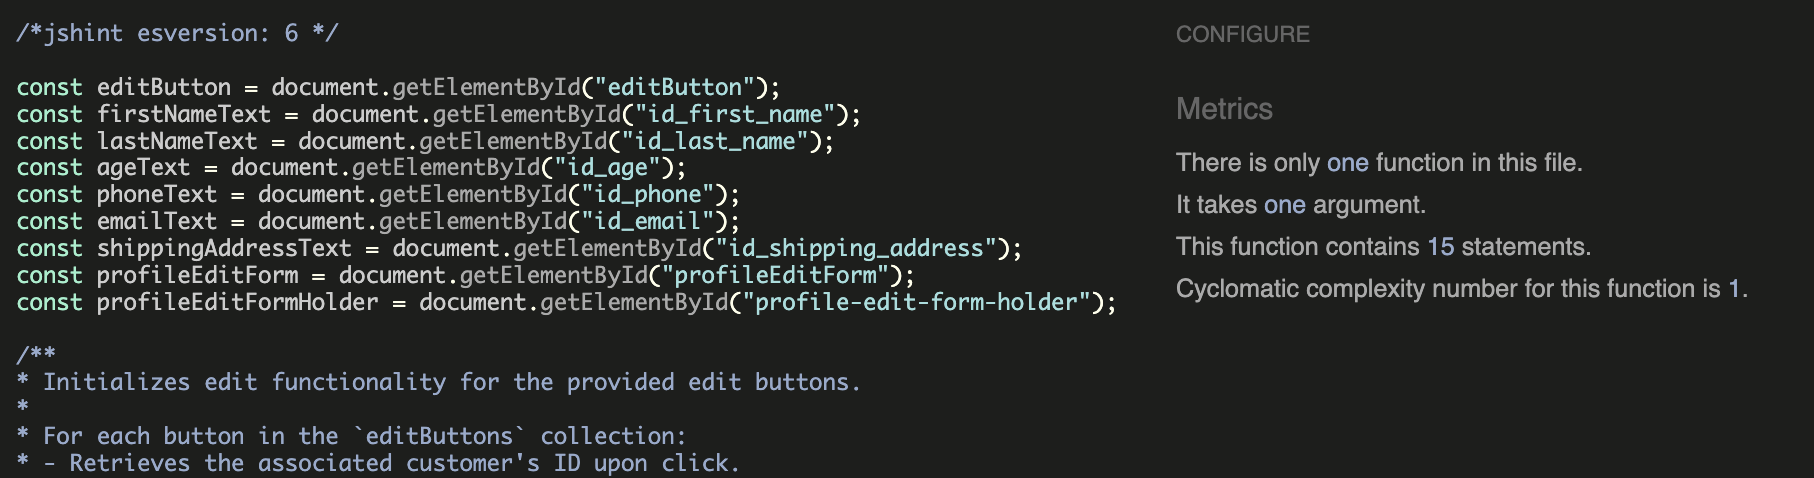 /*jshint esversion: 6 */
const editButton = document.getElementById("editButton");
const firstNameText = document.getElementById("id_first_name");
const lastNameText = document.getElementById("id_last_name");
const ageText = document.getElementById("id_age");
const phoneText = document.getElementById("id_phone");
const emailText = document.getElementById("id_email");
const shippingAddressText = document.getElementById("id_shipping_address");
const profileEditForm = document.getElementById("profileEditForm");
const profileEditFormHolder = document.getElementById("profile-edit-form-holder");
/**
* Initializes edit functionality for the provided edit buttons.
*
* For each button in the `editButtons` collection:
* - Retrieves the associated customer's ID upon click.
CONFIGURE
Metrics
There is only one function in this file.
It takes one argument.
This function contains 15 statements.
Cyclomatic complexity number for this function is 1.